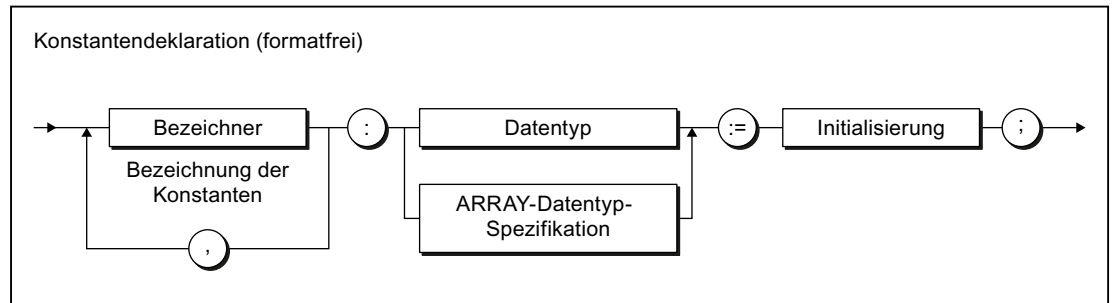 Konstantendeklaration (formatfrei)
Bezeichner
:
Datentyp
:=
Initialisierung
;
Bezeichnung der
Konstanten
ARRAY-Datentyp-
Spezifikation
,